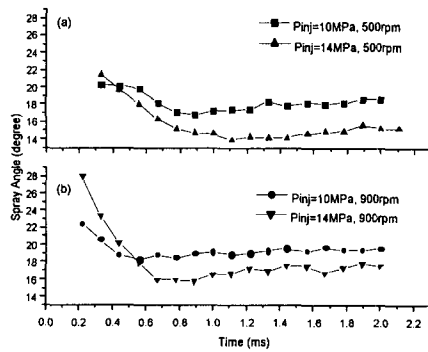 (a)
Pinj=10MPa, 500rpm
Pinj=14MPa, 500rpm
28
26
24
22
20
18
16
14
(b)
Pinj=10MPa, 900rpm
Pinj=14MPa, 900rpm
28
26
24
22
20
18
16
14
Spray Angle (degree)
0.0 0.2 0.4 0.6 0.8 1.0 1.2 1.4 1.6 1.8 2.0 2.2
Time (ms)